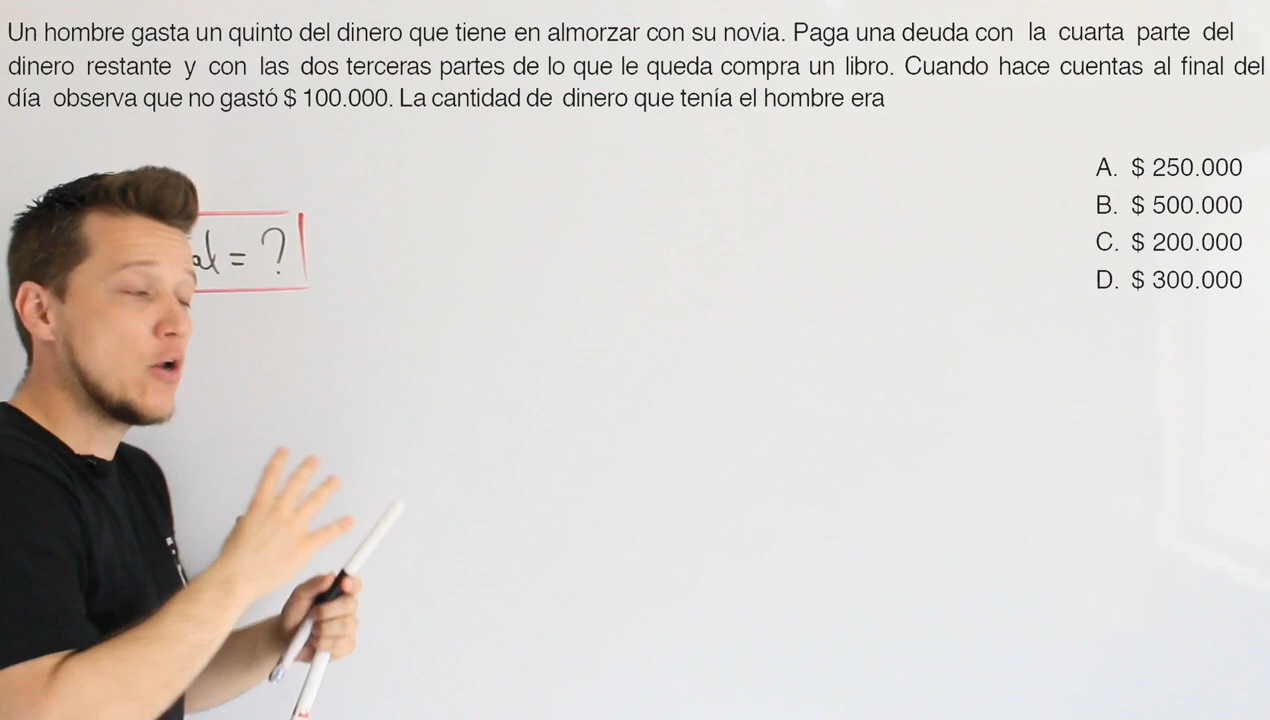 Un hombre gasta un quinto del dinero que tiene en almorzar con su novia. Paga una deuda con la cuarta parte del
dinero restante y con las dos terceras partes de lo que le queda compra un libro. Cuando hace cuentas al final del
día observa que no gastó $ 100.000. La cantidad de dinero que tenía el hombre era
A. $ 250.000
B. $ 500.000
C. $ 200.000
D. $ 300.000
al = ?